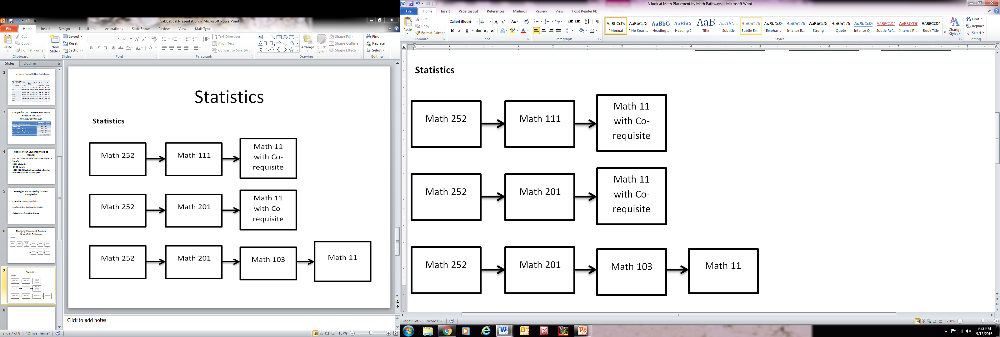 Sabbatical Presentation - Microsoft PowerPoint
File Home Insert Design Transitions Animations Slide Show Review View MathType
Paste
Cut
Copy
Format Painter
Clipboard
New Slide
Layout
Reset
Section
Slides
32
Font
Paragraph
Text Direction
Align Text
Convert to SmartArt
Arrange
Quick Styles
Shape Fill
Shape Outline
Shape Effects
Drawing
Find
Replace
Select
Editing
Slides Outline
2
The Need for a Better Solution
3
Completion of Transfer-Level Math
REEDLEY COLLEGE
Fall 2013-Spring 2016
4
Not all of our Students Intend to
Transfer
5
Strategies for Increasing Student
Completion
Changing Placement Policies
Implementing Co-Requisite Models
Redesigning Remedial Courses
6
Changing Placement Policies:
New Math Pathways
7
Statistics
8
Statistics
Statistics
Math 252
Math 111
Math 11
with Co-
requisite
Math 252
Math 201
Math 11
with Co-
requisite
Math 252
Math 201
Math 103
Math 11
Click to add notes
Slide 7 of 8 "Office Theme" 107%
A look at Math Placement by Math Pathways - Microsoft Word
File Home Insert Page Layout References Mailings Review View Foxit Reader PDF
Paste
Cut
Copy
Format Painter
Clipboard
Calibri (Body) 11
Font
Paragraph
AaBbCcDc AaBbCcDc AaBbC AaBbCc AaB AaBbCc. AaBbCcDc AaBbCcDc AaBbCcDc AaBbCcDc AaBbCcDc AaBbCcDc AaBbCcDc AaBbCcDc AaBbCcDc
¶ Normal ¶ No Spaci... Heading 1 Heading 2 Title Subtitle Subtle Em... Emphasis Intense E... Strong Quote Intense Q... Subtle Ref... Intense R... Book Title
Change Styles
Styles
Find
Replace
Select
Editing
1 2 3 4 5 6 7 8
Statistics
Math 252
Math 111
Math 11
with Co-
requisite
Math 252
Math 201
Math 11
with Co-
requisite
Math 252
Math 201
Math 103
Math 11
Page: 1 of 2 Words: 96 230%
9:23 PM
9/13/2016